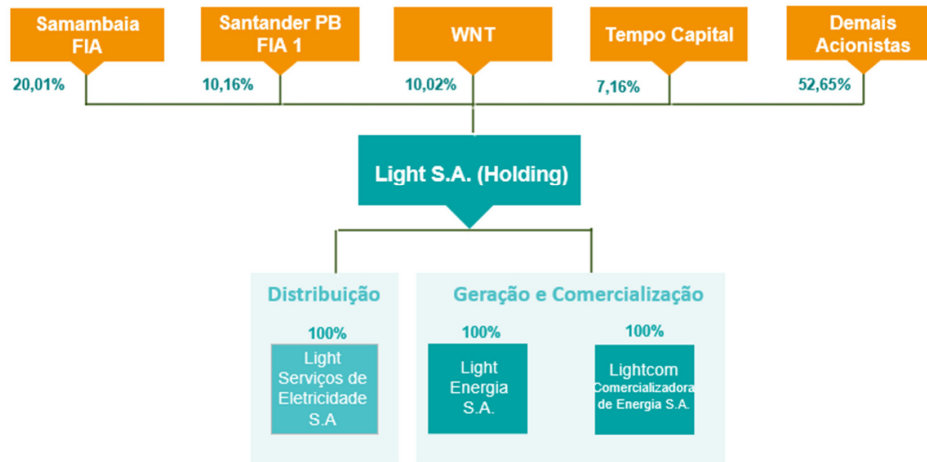 Samambaia
FIA
Santander PB
FIA 1
WNT
Tempo Capital
Demais
Acionistas
20,01%
10,16%
10,02%
7,16%
52,65%
Light S.A. (Holding)
Distribuição
Geração e Comercialização
100%
100%
100%
Light
Serviços de
Eletricidade
S.A
Light
Energia
S.A.
Lightcom
Comercializadora
de Energia S.A.